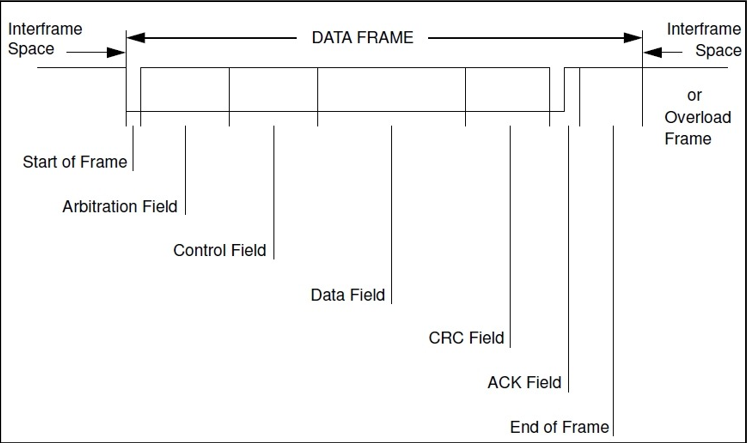 Interframe
Space
DATA FRAME
Interframe
Space
or
Overload
Frame
Start of Frame
Arbitration Field
Control Field
Data Field
CRC Field
ACK Field
End of Frame